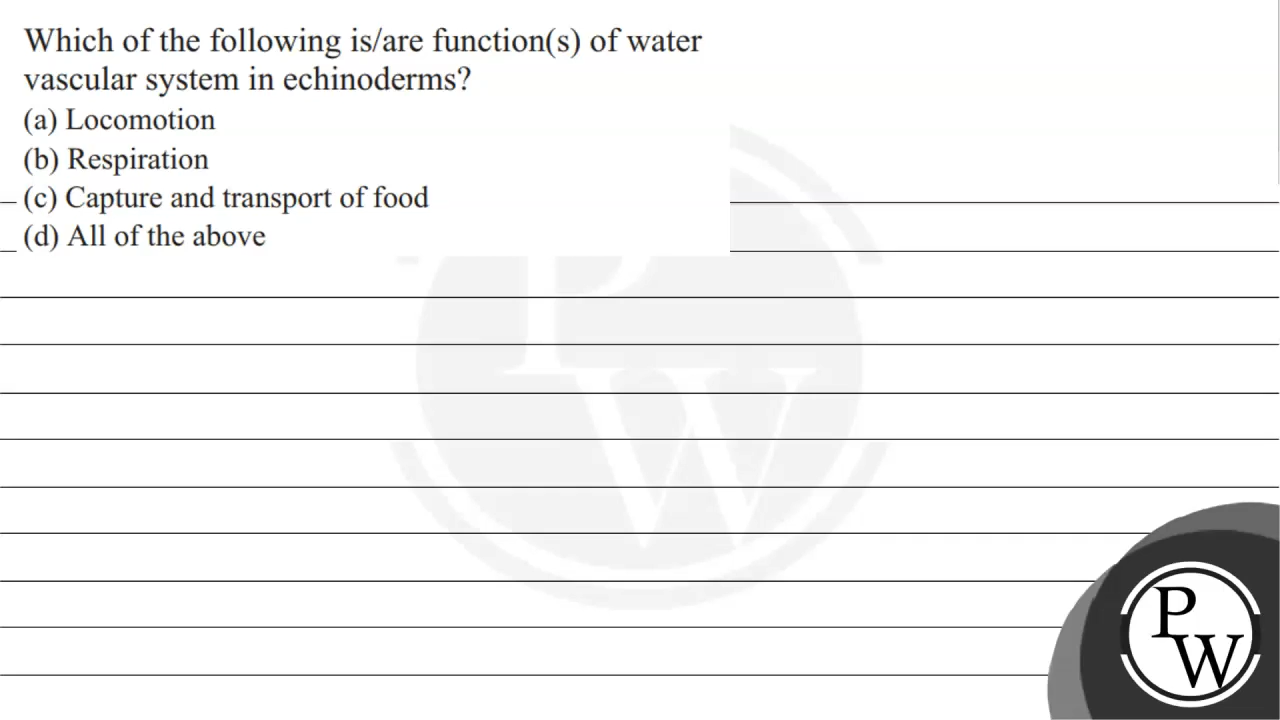 Which of the following is/are function(s) of water
vascular system in echinoderms?
(a) Locomotion
(b) Respiration
(c) Capture and transport of food
(d) All of the above
PW
PW